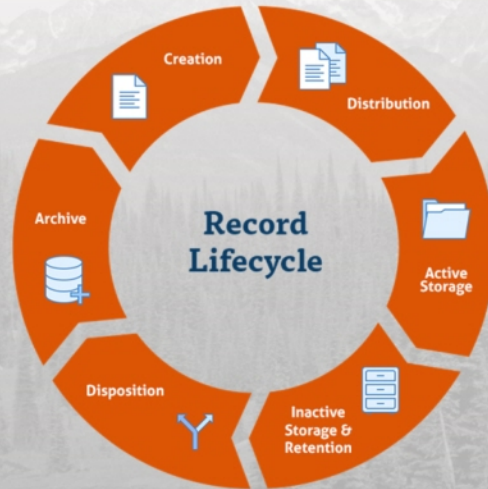 Creation
Distribution
Active
Storage
Inactive
Storage &
Retention
Disposition
Archive
Record
Lifecycle